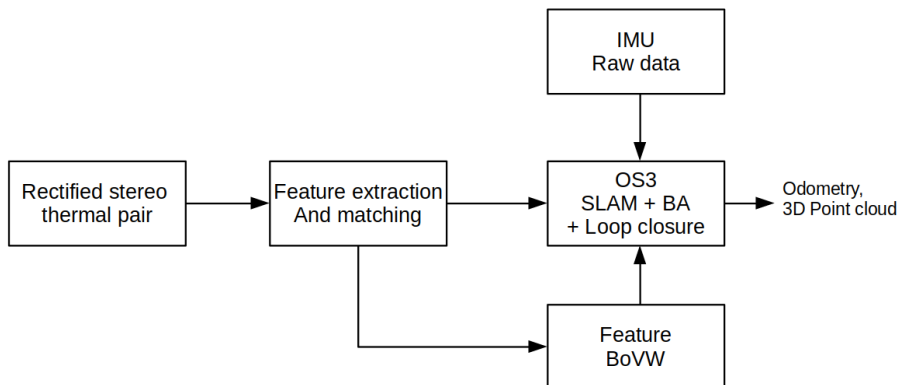 IMU
Raw data
Rectified stereo
thermal pair
Feature extraction
And matching
OS3
SLAM + BA
+ Loop closure
Odometry,
3D Point cloud
Feature
BoVW